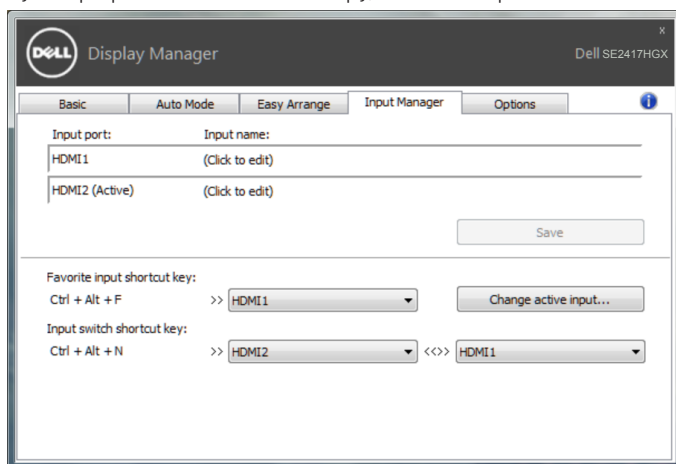 x
DELL Display Manager Dell SE2417HGX
Basic Auto Mode Easy Arrange Input Manager Options i
Input port: Input name:
HDMI1 (Click to edit)
HDMI2 (Active) (Click to edit)
Save
Favorite input shortcut key:
Ctrl + Alt + F >> HDMI1 Change active input...
Input switch shortcut key:
Ctrl + Alt + N >> HDMI2 <<>> HDMI1